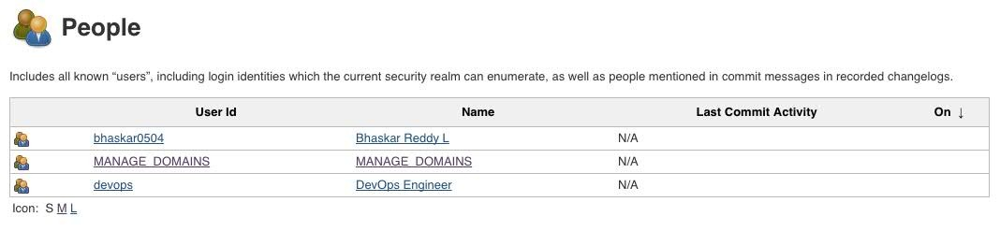 People
Includes all known “users”, including login identities which the current security realm can enumerate, as well as people mentioned in commit messages in recorded changelogs.
User Id Name Last Commit Activity On ↓
bhaskar0504 Bhaskar Reddy L N/A
MANAGE_DOMAINS MANAGE_DOMAINS N/A
devops DevOps Engineer N/A
Icon: S M L